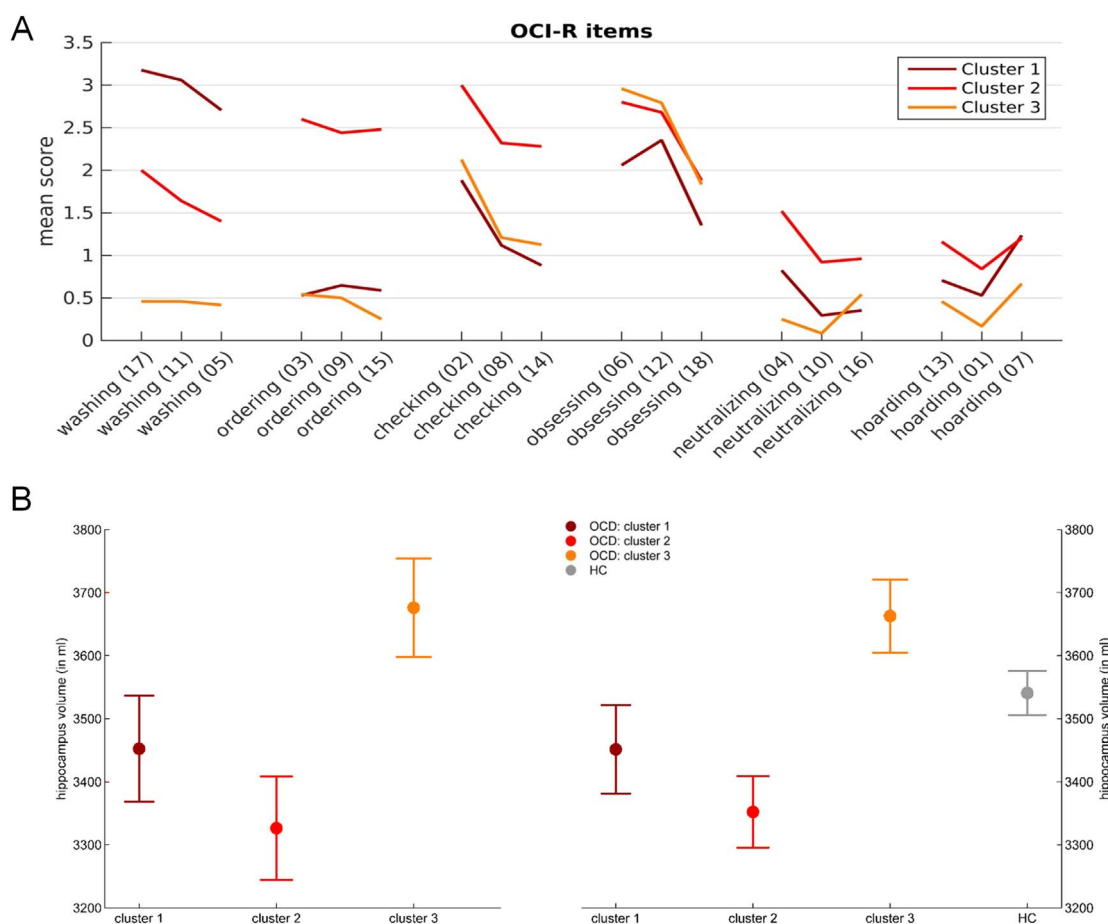 A
OCI-R items
3.5
3
2.5
2
1.5
1
0.5
0
mean score
Cluster 1
Cluster 2
Cluster 3
washing (17)
washing (11)
washing (05)
ordering (03)
ordering (09)
ordering (15)
checking (02)
checking (08)
checking (14)
obsessing (06)
obsessing (12)
obsessing (18)
neutralizing (04)
neutralizing (10)
neutralizing (16)
hoarding (13)
hoarding (01)
hoarding (07)
B
3800
3700
3600
3500
3400
3300
3200
hippocampus volume (in ml)
cluster 1
cluster 2
cluster 3
OCD: cluster 1
OCD: cluster 2
OCD: cluster 3
HC
cluster 1
cluster 2
cluster 3
HC
3800
3700
3600
3500
3400
3300
3200
hippocampus volume (in ml)